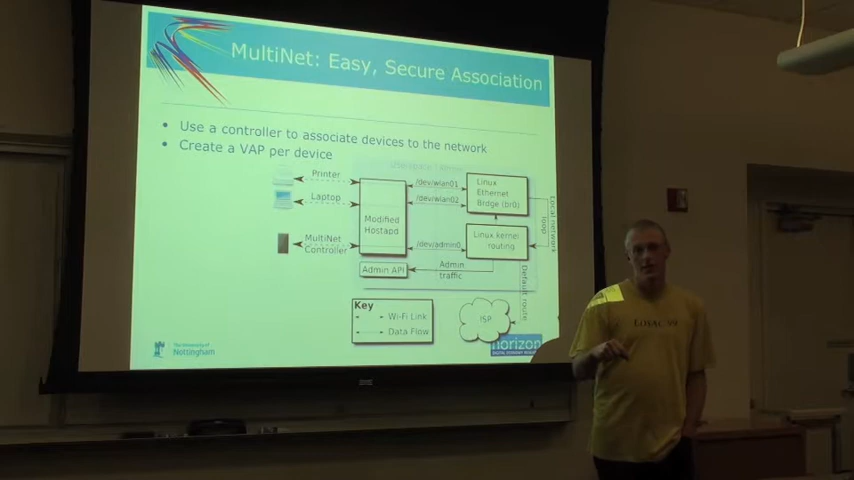 MultiNet: Easy, Secure Association
• Use a controller to associate devices to the network
• Create a VAP per device
Printer
Laptop
MultiNet
Controller
Modified
Hostapd
Admin API
/dev/wlan01
/dev/wlan02
/dev/admin0
Admin
traffic
Linux
Ethernet
Bridge (br0)
Linux kernel
routing
Local network
loop
Default route
ISP
Key
Wi-Fi Link
Data Flow
The University of
Nottingham
horizon